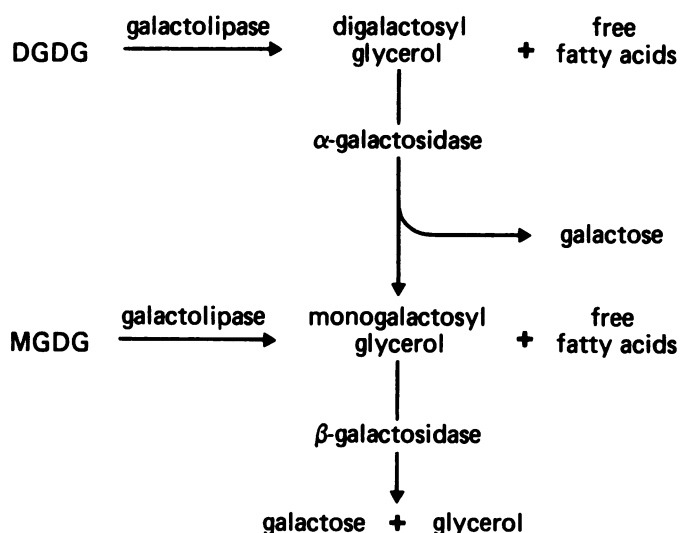 galactolipase digalactosyl free
DGDG glycerol + fatty acids
α-galactosidase
galactose
galactolipase monogalactosyl free
MGDG glycerol + fatty acids
β-galactosidase
galactose + glycerol